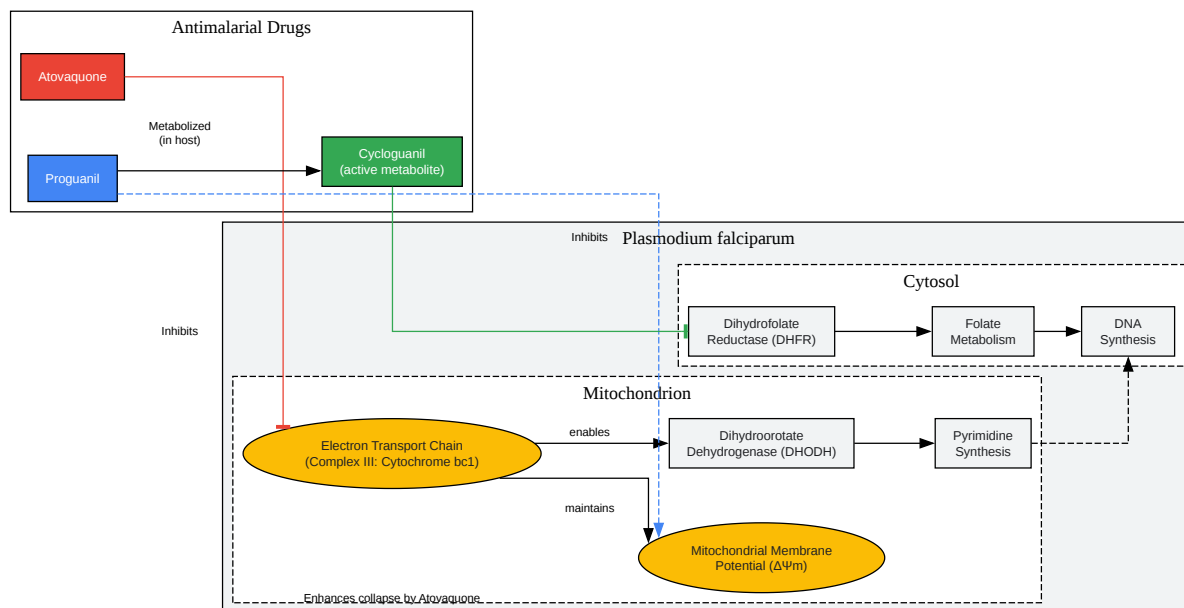 Antimalarial Drugs
Atovaquone
Metabolized
(in host)
Cycloguanil
(active metabolite)
Proguanil
Inhibits
Plasmodium falciparum
Cytosol
Inhibits
Dihydrofolate
Reductase (DHFR)
Folate
Metabolism
DNA
Synthesis
Mitochondrion
Electron Transport Chain
(Complex III: Cytochrome bc1)
enables
Dihydroorotate
Dehydrogenase (DHODH)
Pyrimidine
Synthesis
maintains
Mitochondrial Membrane
Potential (ΔΨm)
Enhances collapse by Atovaquone